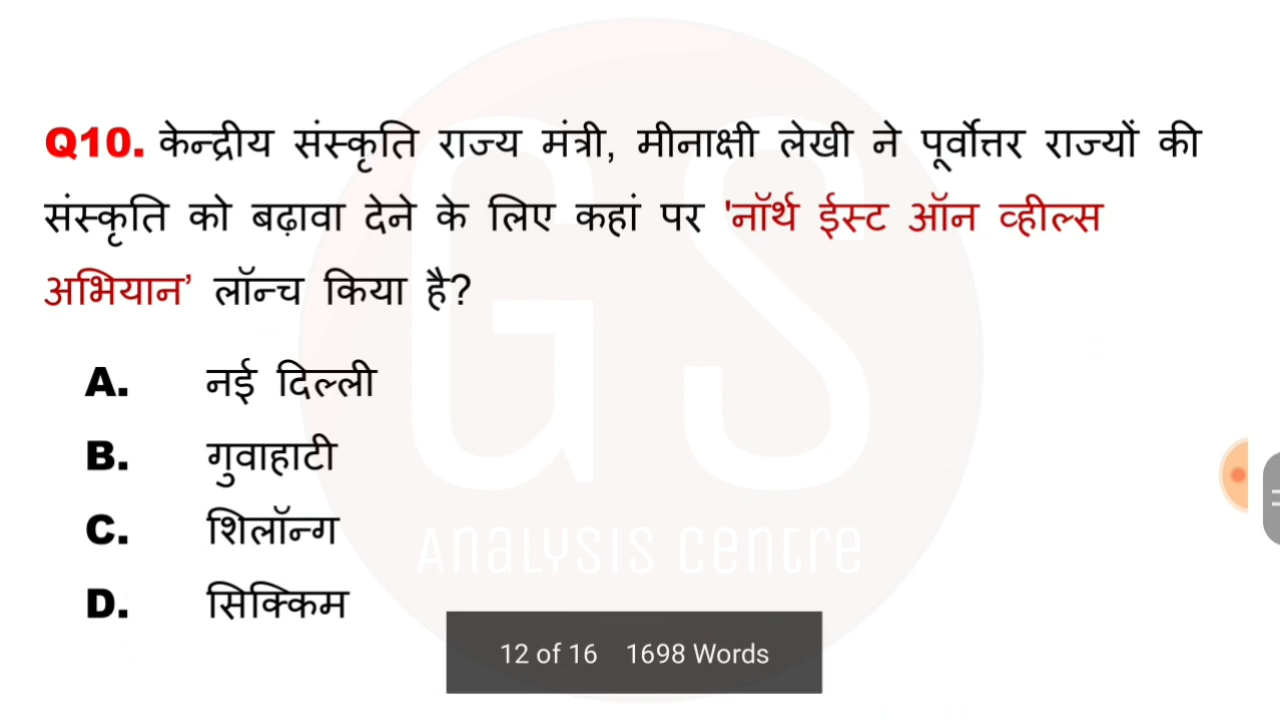 Q10. केन्द्रीय संस्कृति राज्य मंत्री, मीनाक्षी लेखी ने पूर्वोत्तर राज्यों की
संस्कृति को बढ़ावा देने के लिए कहां पर 'नॉर्थ ईस्ट ऑन व्हील्स
अभियान’ लॉन्च किया है?
A. नई दिल्ली
B. गुवाहाटी
C. शिलॉन्ग
D. सिक्किम
GS
Analysis Centre
12 of 16 1698 Words